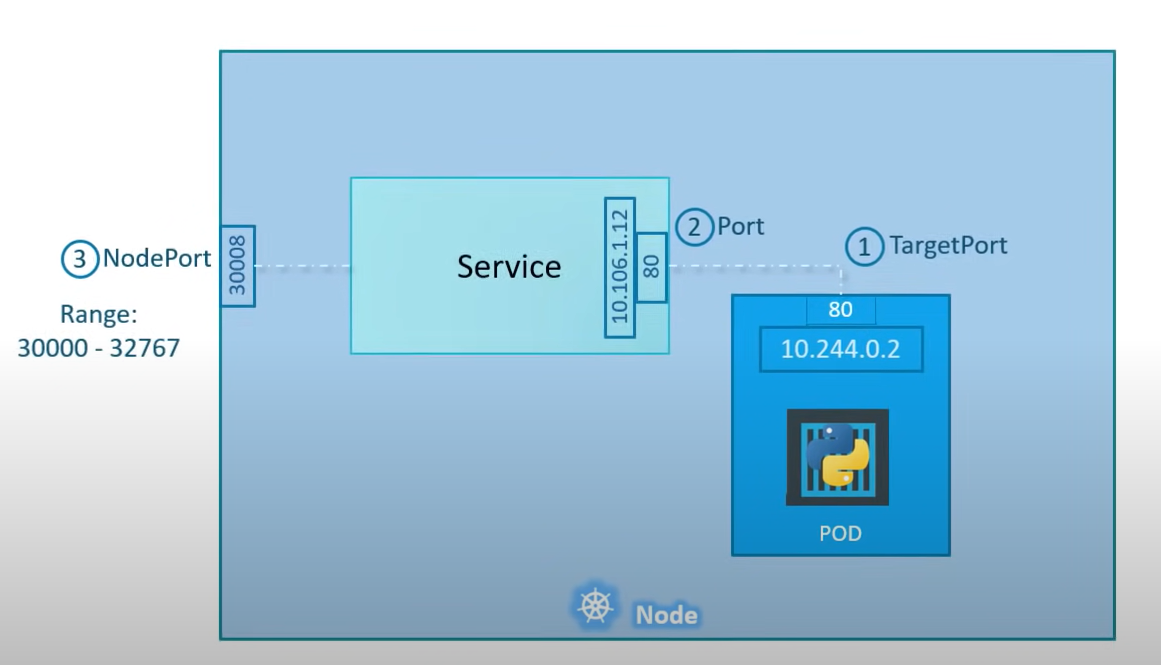 30008
3 NodePort
Range:
30000 - 32767
Service
10.106.1.12
80
2 Port
1 TargetPort
80
10.244.0.2
POD
Node